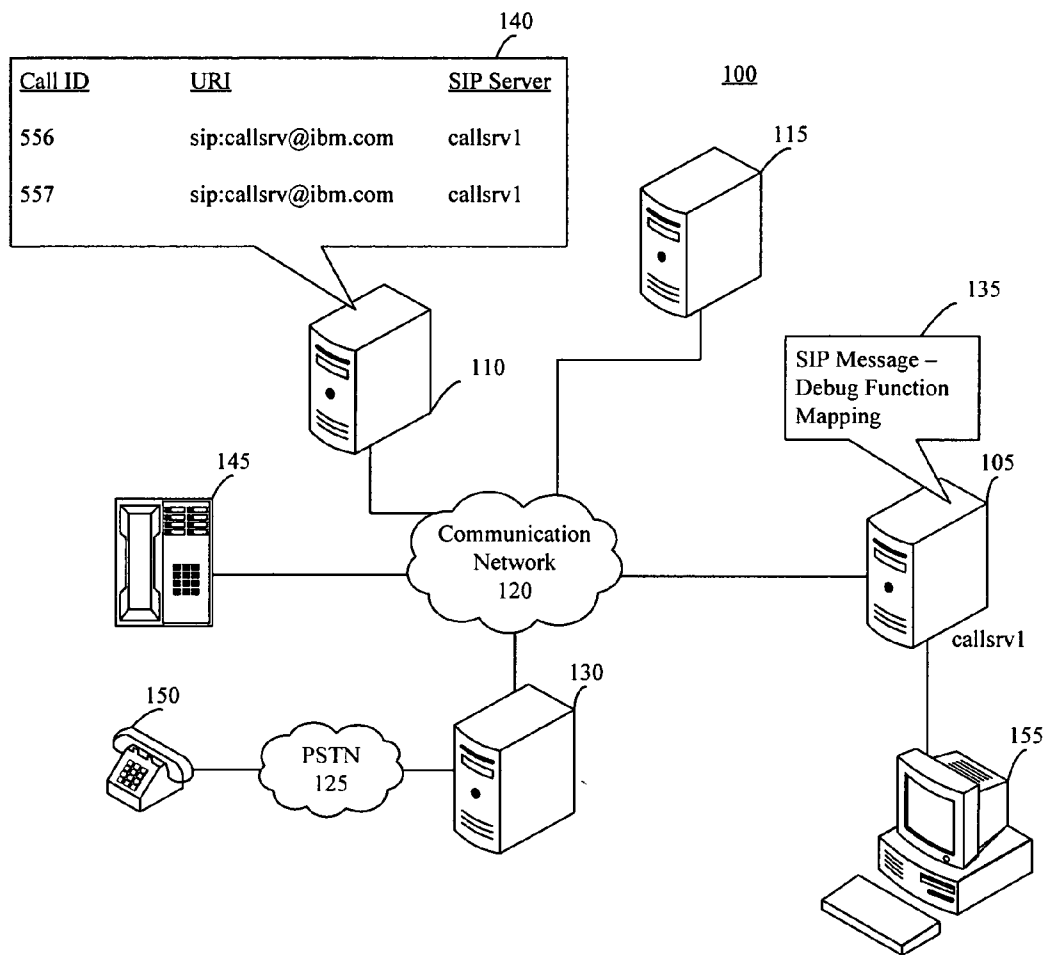 140
Call ID URI SIP Server
556 sip:callsrv@ibm.com callsrv1
557 sip:callsrv@ibm.com callsrv1
100
115
135
SIP Message –
Debug Function
Mapping
110
145
105
Communication
Network
120
callsrv1
130
150
PSTN
125
155